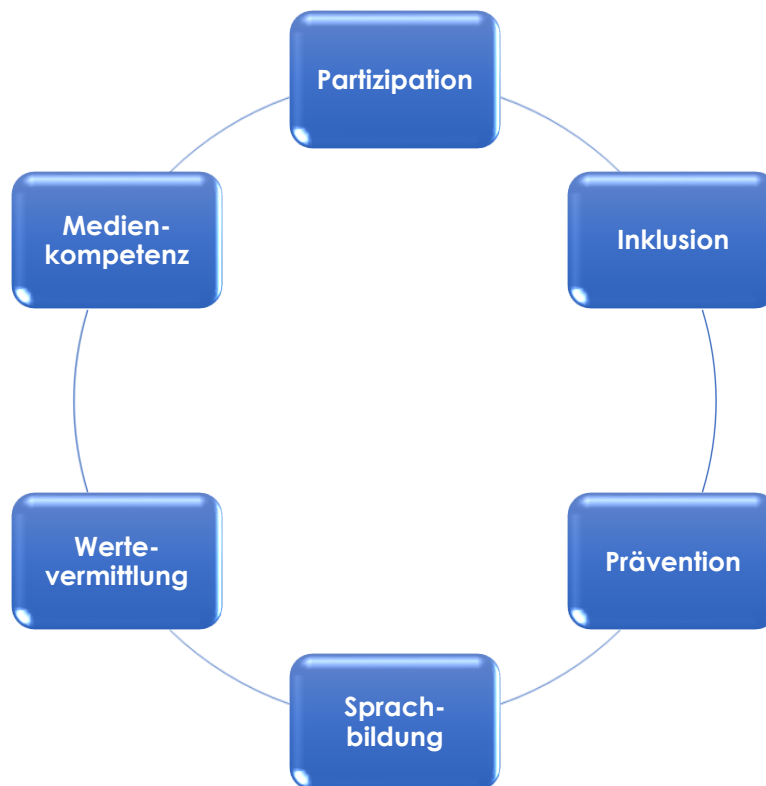 Partizipation
Inklusion
Prävention
Sprach-
bildung
Werte-
vermittlung
Medien-
kompetenz